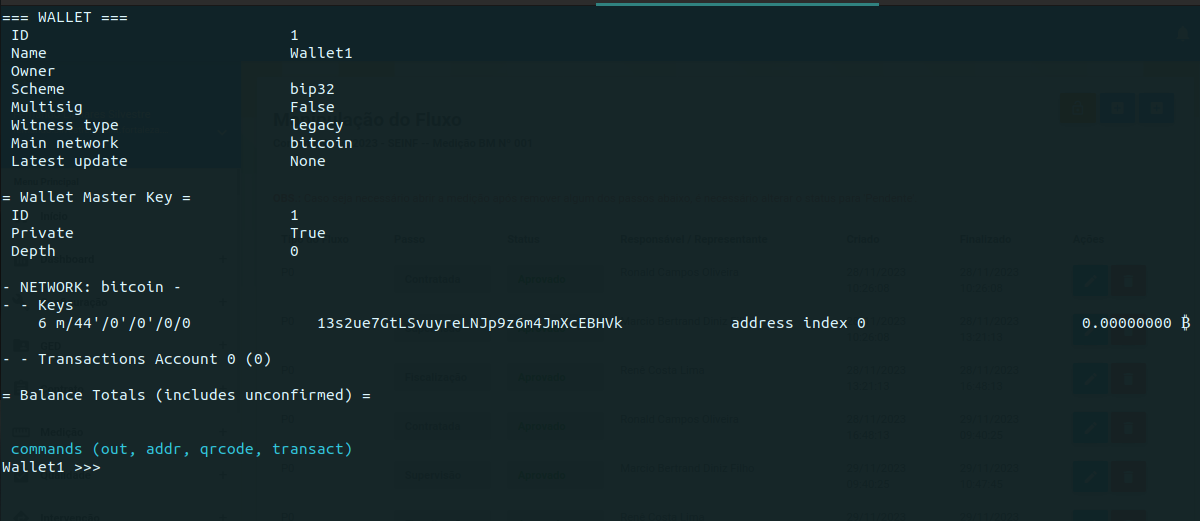 === WALLET ===
ID 1
Name Wallet1
Owner
Scheme bip32
Multisig False
Witness type legacy
Main network bitcoin
Latest update None
= Wallet Master Key =
ID 1
Private True
Depth 0
- NETWORK: bitcoin -
- - Keys
6 m/44'/0'/0'/0/0 13s2ue7GtLSvuyreLNJp9z6m4JmXcEBHVk address index 0 0.00000000 ₿
- - Transactions Account 0 (0)
= Balance Totals (includes unconfirmed) =
commands (out, addr, qrcode, transact)
Wallet1 >>>